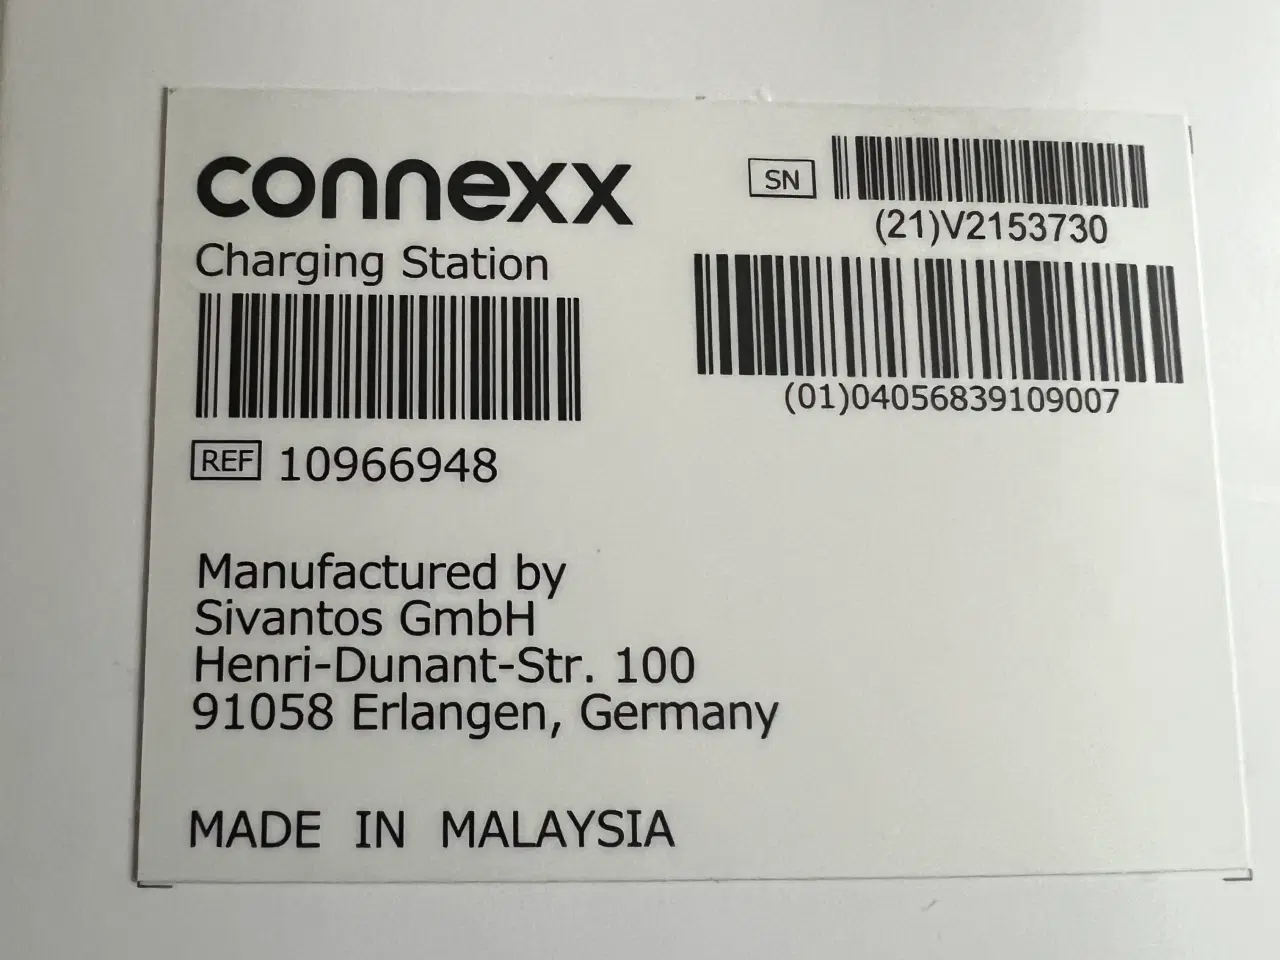 connexx
Charging Station
REF 10966948
SN
(21)V2153730
(01)04056839109007
Manufactured by
Sivantos GmbH
Henri-Dunant-Str. 100
91058 Erlangen, Germany
MADE IN MALAYSIA